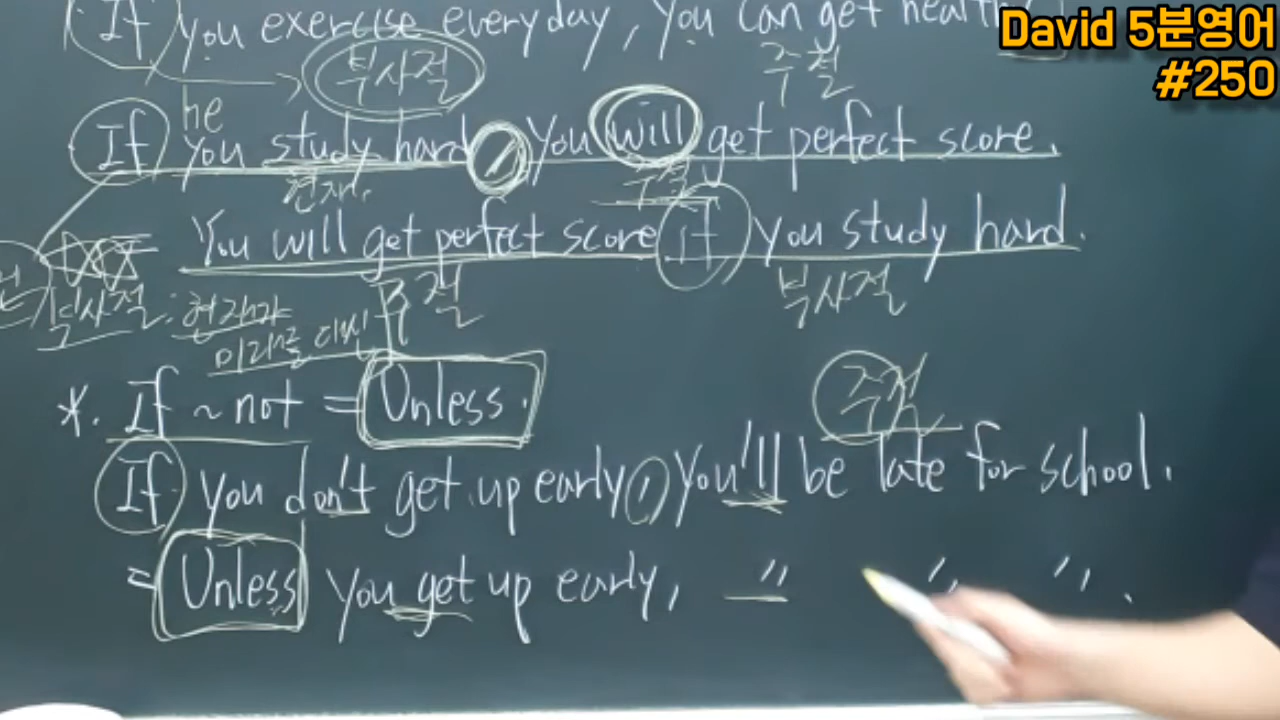 David 5분영어
#250
If you exercise everyday, you can get
부사절
주절
he
If you study hard, You will get perfect score.
현재.
주절
You will get perfect score if you study hard.
주절
부사절
부사절 : 현재가
미래를 대신
*. If ~ not = Unless.
주절
If you don't get up early, you'll be late for school.
= Unless you get up early, " " ".